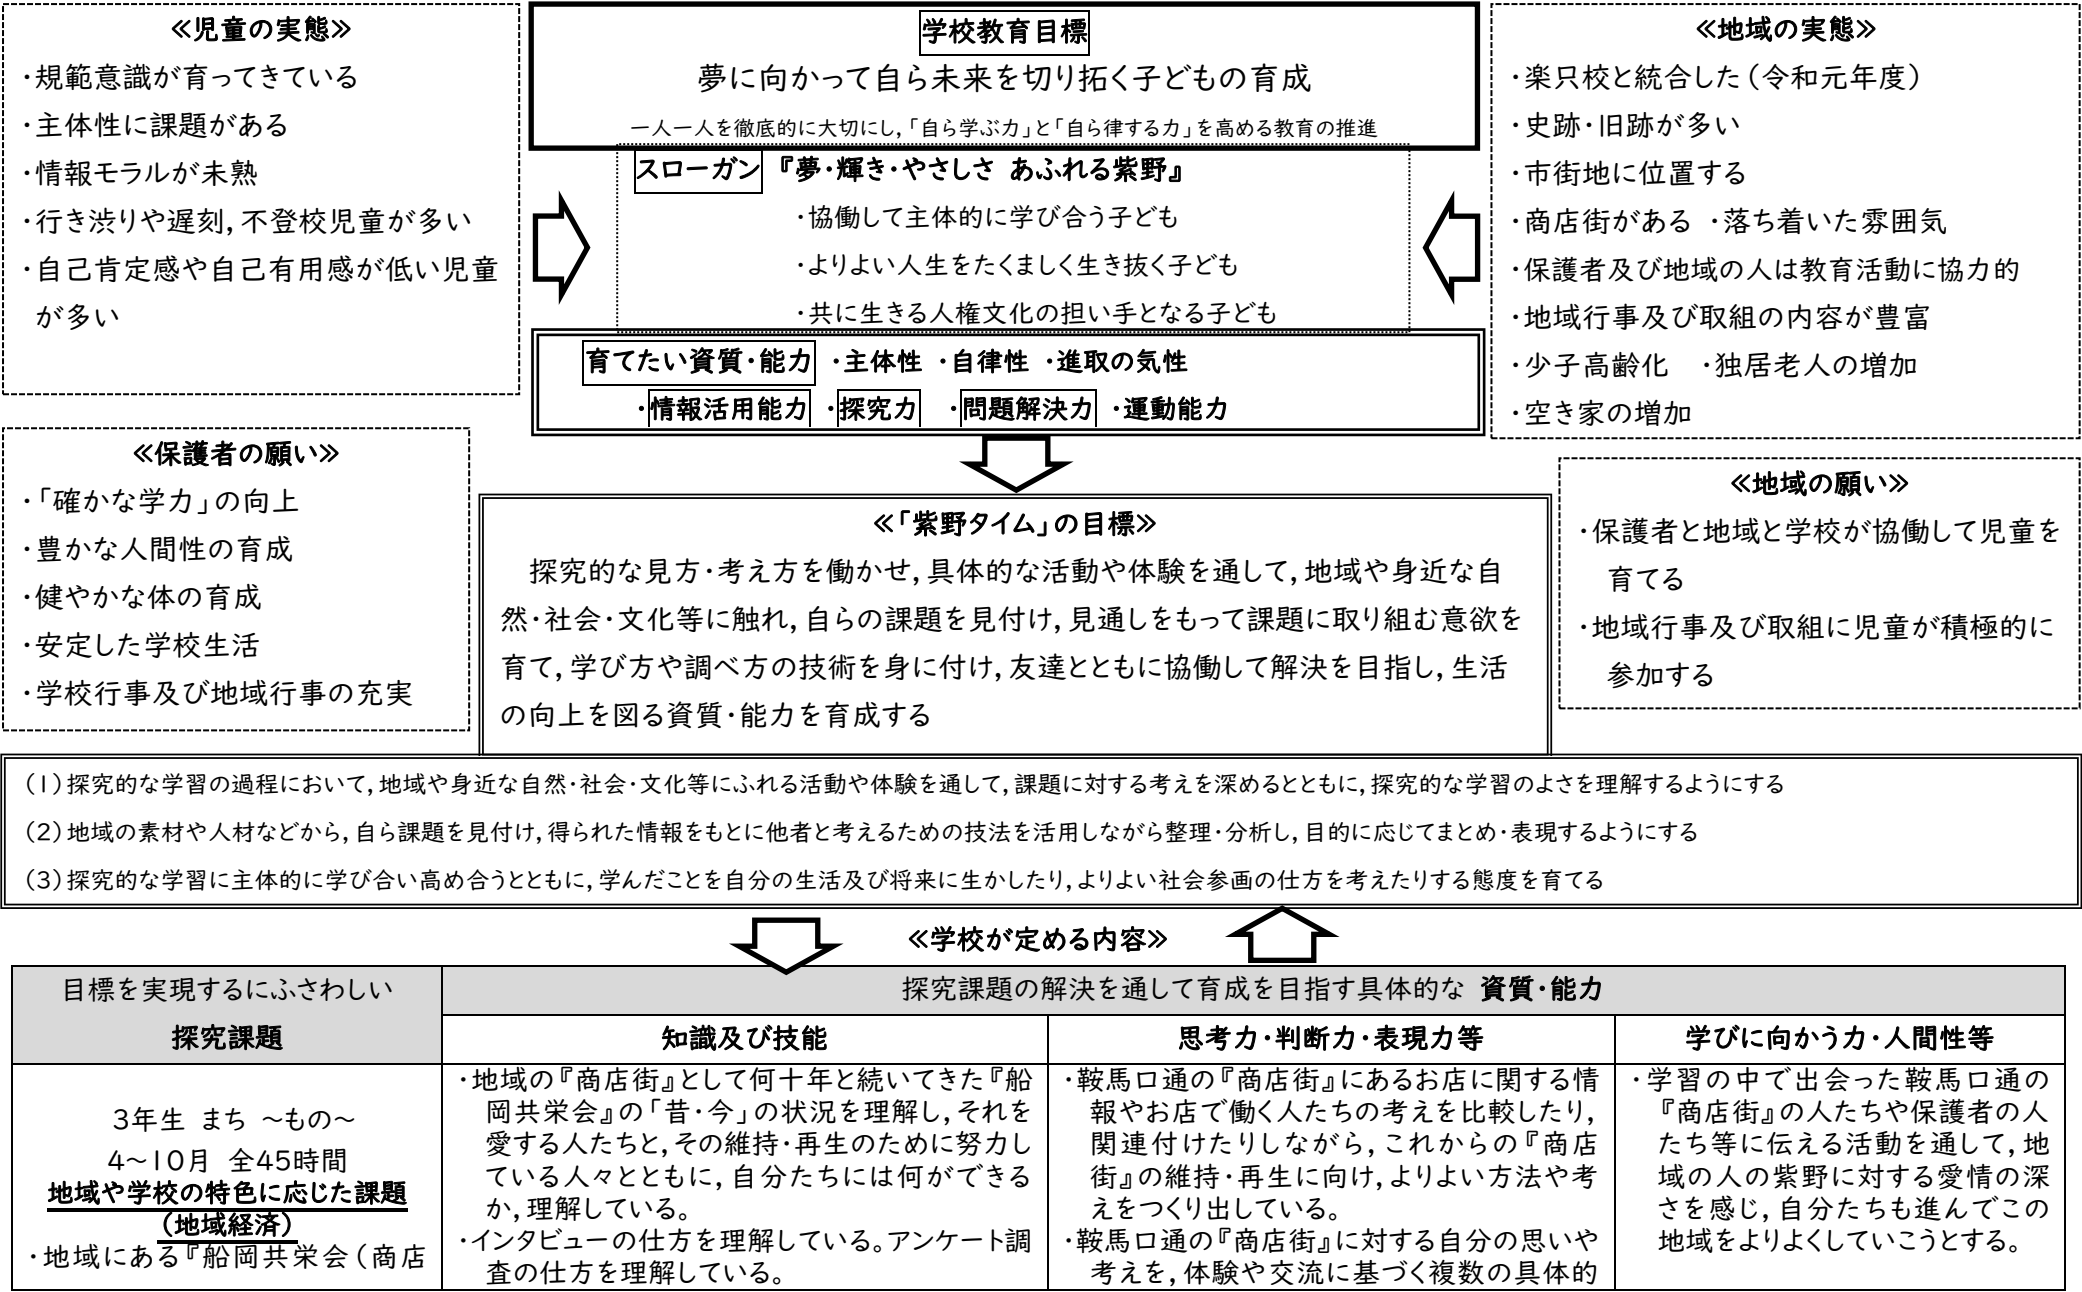 ≪児童の実態≫
・規範意識が育ってきている
・主体性に課題がある
・情報モラルが未熟
・行き渋りや遅刻，不登校児童が多い
・自己肯定感や自己有用感が低い児童
が多い
学校教育目標
夢に向かって自ら未来を切り拓く子どもの育成
一人一人を徹底的に大切にし，「自ら学ぶ力」と「自ら律する力」を高める教育の推進
スローガン 『夢・輝き・やさしさ あふれる紫野』
・協働して主体的に学び合う子ども
・よりよい人生をたくましく生き抜く子ども
・共に生きる人権文化の担い手となる子ども
育てたい資質・能力 ・主体性 ・自律性 ・進取の気性
・情報活用能力 ・探究力 ・問題解決力 ・運動能力
≪地域の実態≫
・楽只校と統合した（令和元年度）
・史跡・旧跡が多い
・市街地に位置する
・商店街がある ・落ち着いた雰囲気
・保護者及び地域の人は教育活動に協力的
・地域行事及び取組の内容が豊富
・少子高齢化 ・独居老人の増加
・空き家の増加
≪保護者の願い≫
・「確かな学力」の向上
・豊かな人間性の育成
・健やかな体の育成
・安定した学校生活
・学校行事及び地域行事の充実
≪「紫野タイム」の目標≫
探究的な見方・考え方を働かせ，具体的な活動や体験を通して，地域や身近な自
然・社会・文化等に触れ，自らの課題を見付け，見通しをもって課題に取り組む意欲を
育て，学び方や調べ方の技術を身に付け，友達とともに協働して解決を目指し，生活
の向上を図る資質・能力を育成する
≪地域の願い≫
・保護者と地域と学校が協働して児童を
育てる
・地域行事及び取組に児童が積極的に
参加する
（１）探究的な学習の過程において，地域や身近な自然・社会・文化等にふれる活動や体験を通して，課題に対する考えを深めるとともに，探究的な学習のよさを理解するようにする
（２）地域の素材や人材などから，自ら課題を見付け，得られた情報をもとに他者と考えるための技法を活用しながら整理・分析し，目的に応じてまとめ・表現するようにする
（３）探究的な学習に主体的に学び合い高め合うとともに，学んだことを自分の生活及び将来に生かしたり，よりよい社会参画の仕方を考えたりする態度を育てる
≪学校が定める内容≫
目標を実現するにふさわしい
探究課題
探究課題の解決を通して育成を目指す具体的な 資質・能力
知識及び技能
思考力・判断力・表現力等
学びに向かう力・人間性等
３年生 まち ～もの～
４～１０月 全４５時間
地域や学校の特色に応じた課題
（地域経済）
・地域にある『船岡共栄会（商店
・地域の『商店街』として何十年と続いてきた『船
岡共栄会』の「昔・今」の状況を理解し，それを
愛する人たちと，その維持・再生のために努力し
ている人々とともに，自分たちには何ができる
か，理解している。
・インタビューの仕方を理解している。アンケート調
査の仕方を理解している。
・鞍馬口通の『商店街』にあるお店に関する情
報やお店で働く人たちの考えを比較したり，
関連付けたりしながら，これからの『商店
街』の維持・再生に向け，よりよい方法や考
えをつくり出している。
・鞍馬口通の『商店街』に対する自分の思いや
考えを，体験や交流に基づく複数の具体的
・学習の中で出会った鞍馬口通の
『商店街』の人たちや保護者の人
たち等に伝える活動を通して，地
域の人の紫野に対する愛情の深
さを感じ，自分たちも進んでこの
地域をよりよくしていこうとする。